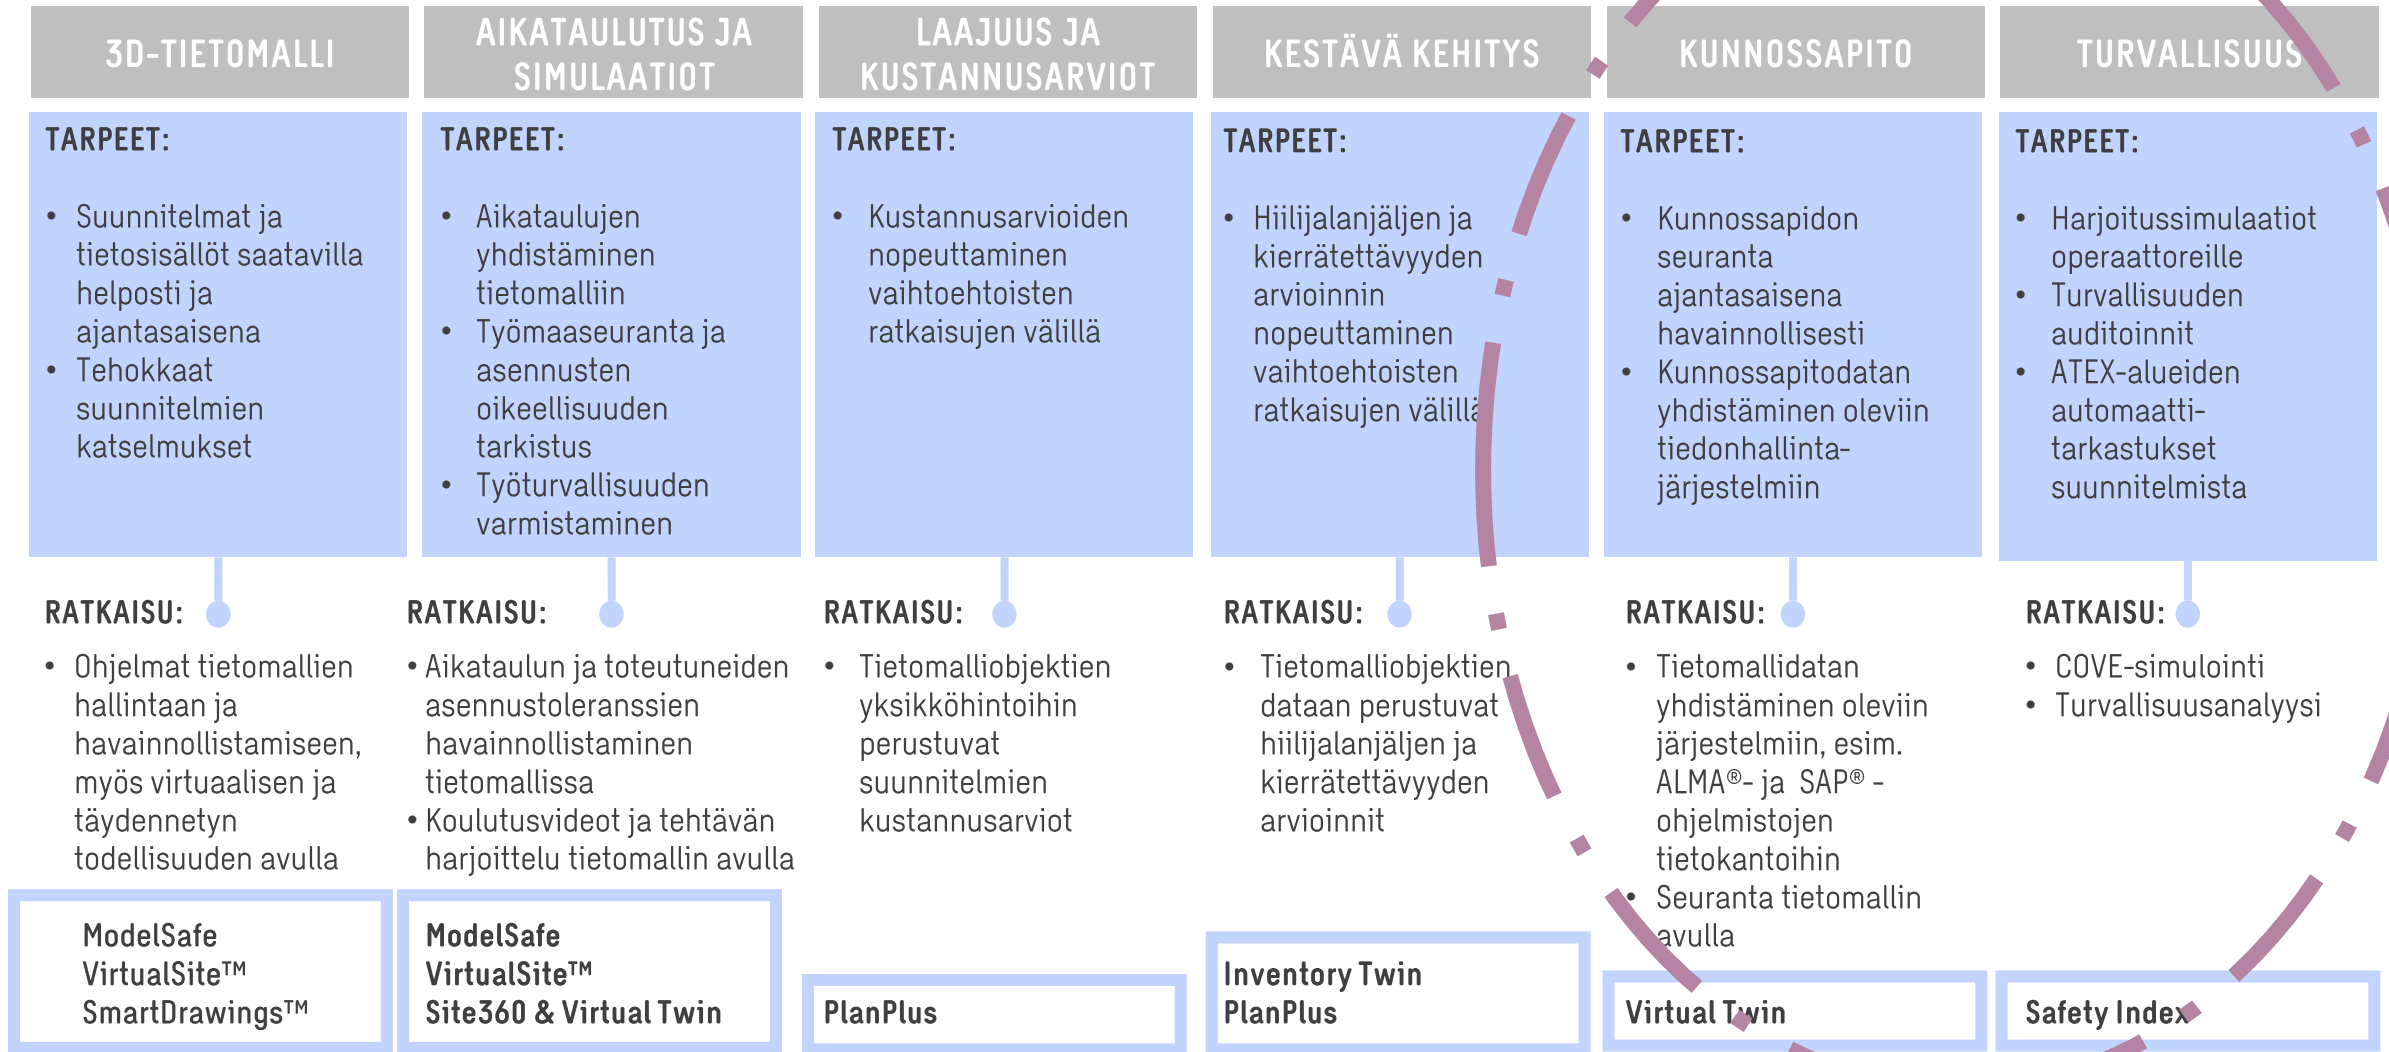 3D-TIETOMALLI
TARPEET:
• Suunnitelmat ja
tietosisällöt saatavilla
helposti ja
ajantasaisena
• Tehokkaat
suunnitelmien
katselmukset
RATKAISU:
• Ohjelmat tietomallien
hallintaan ja
havainnollistamiseen,
myös virtuaalisen ja
täydennetyn
todellisuuden avulla
ModelSafe
VirtualSite™
SmartDrawings™
AIKATAULUTUS JA
SIMULAATIOT
TARPEET:
• Aikataulujen
yhdistäminen
tietomalliin
• Työmaaseuranta ja
asennusten
oikeellisuuden
tarkistus
• Työturvallisuuden
varmistaminen
RATKAISU:
• Aikataulun ja toteutuneiden
asennustoleranssien
havainnollistaminen
tietomallissa
• Koulutusvideot ja tehtävän
harjoittelu tietomallin avulla
ModelSafe
VirtualSite™
Site360 & Virtual Twin
LAAJUUS JA
KUSTANNUSARVIOT
TARPEET:
• Kustannusarvioiden
nopeuttaminen
vaihtoehtoisten
ratkaisujen välillä
RATKAISU:
• Tietomalliobjektien
yksikköhintoihin
perustuvat
suunnitelmien
kustannusarviot
PlanPlus
KESTÄVÄ KEHITYS
TARPEET:
• Hiilijalanjäljen ja
kierrätettävyyden
arvioinnin
nopeuttaminen
vaihtoehtoisten
ratkaisujen välillä
RATKAISU:
• Tietomalliobjektien
dataan perustuvat
hiilijalanjäljen ja
kierrätettävyyden
arvioinnit
Inventory Twin
PlanPlus
KUNNOSSAPITO
TARPEET:
• Kunnossapidon
seuranta
ajantasaisena
havainnollisesti
• Kunnossapitodatan
yhdistäminen oleviin
tiedonhallinta-
järjestelmiin
RATKAISU:
• Tietomallidatan
yhdistäminen oleviin
järjestelmiin, esim.
ALMA®- ja SAP® -
ohjelmistojen
tietokantoihin
• Seuranta tietomallin
avulla
Virtual Twin
TURVALLISUUS
TARPEET:
• Harjoitussimulaatiot
operaattoreille
• Turvallisuuden
auditoinnit
• ATEX-alueiden
automaatti-
tarkastukset
suunnitelmista
RATKAISU:
• COVE-simulointi
• Turvallisuusanalyysi
Safety Index